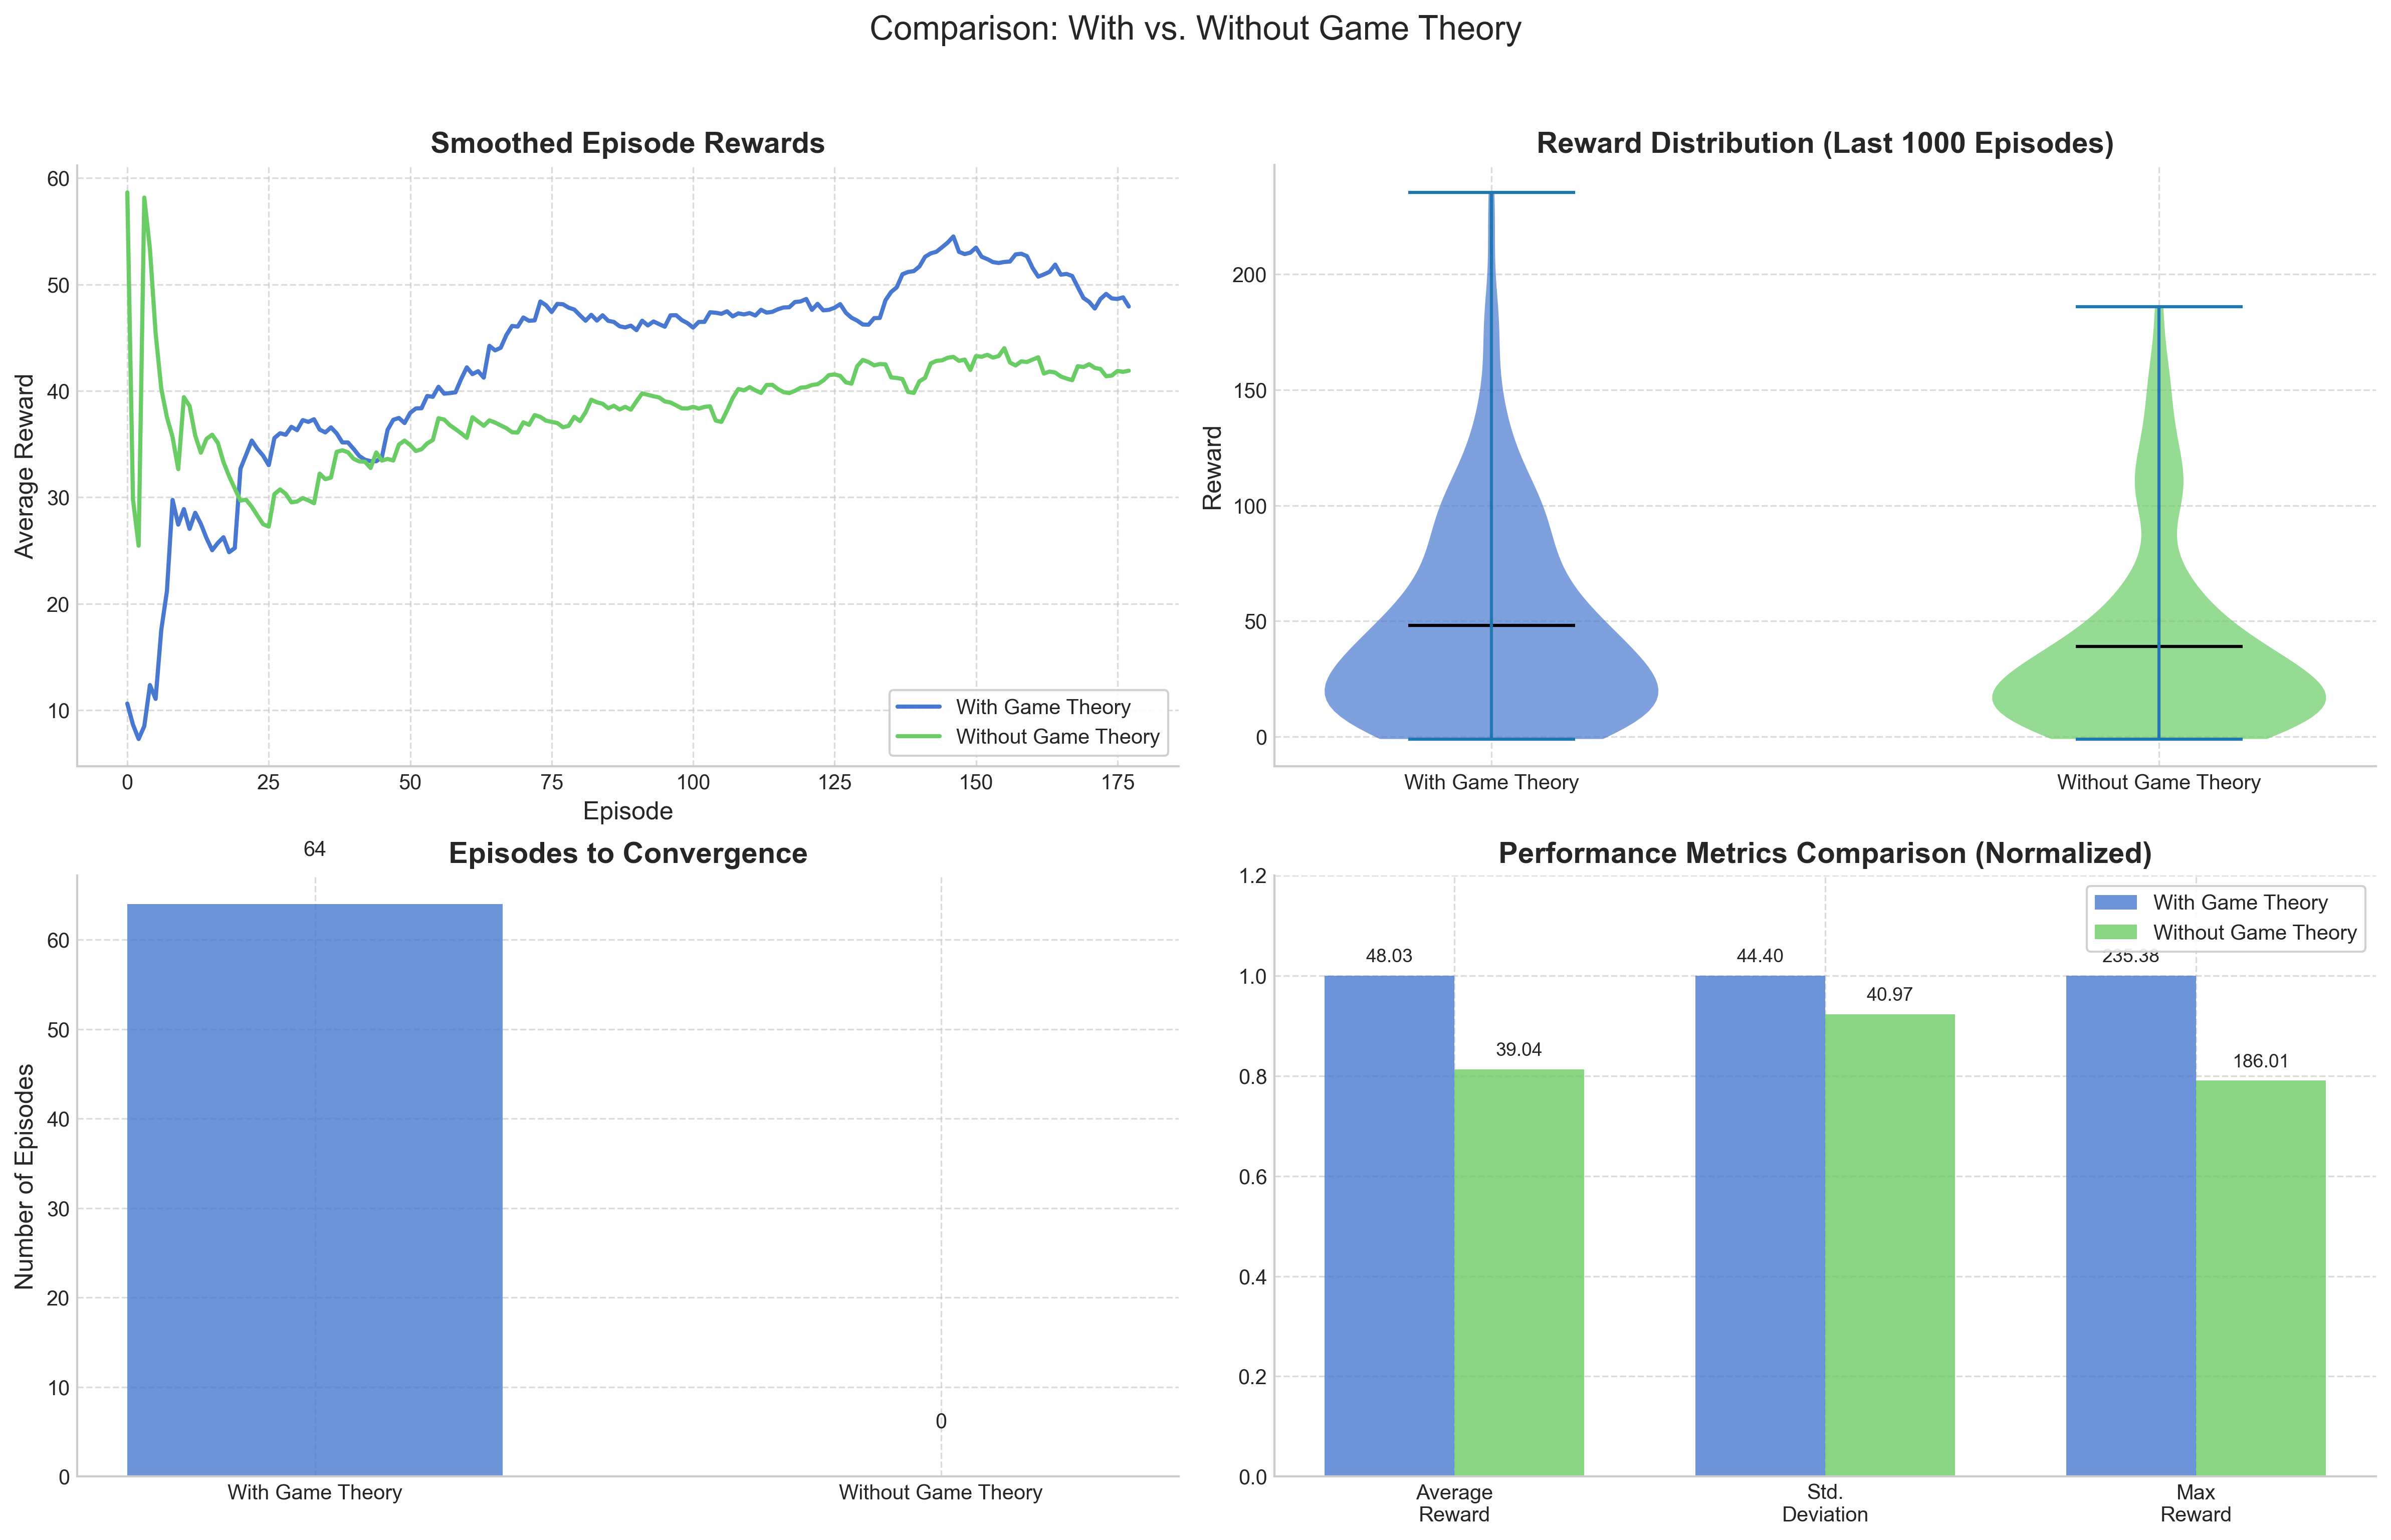 Comparison: With vs. Without Game Theory
Smoothed Episode Rewards
Average Reward
60
50
40
30
20
10
0
25
50
75
100
125
150
175
Episode
With Game Theory
Without Game Theory
Reward Distribution (Last 1000 Episodes)
Reward
200
150
100
50
0
With Game Theory
Without Game Theory
Episodes to Convergence
Number of Episodes
64
0
60
50
40
30
20
10
0
With Game Theory
Without Game Theory
Performance Metrics Comparison (Normalized)
1.2
1.0
0.8
0.6
0.4
0.2
0.0
With Game Theory
Without Game Theory
48.03
39.04
44.40
40.97
235.38
186.01
Average
Reward
Std.
Deviation
Max
Reward